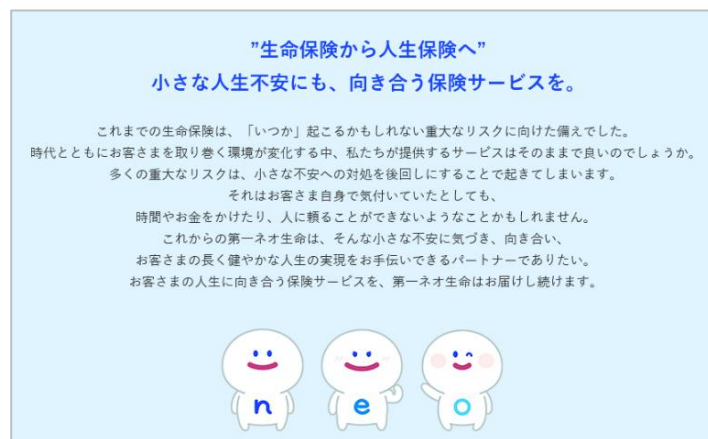 ”生命保険から人生保険へ”
小さな人生不安にも、向き合う保険サービスを。
これまでの生命保険は、「いつか」起こるかもしれない重大なリスクに向けた備えでした。
時代とともにお客さまを取り巻く環境が変化する中、私たちが提供するサービスはそのままで良いのでしょうか。
多くの重大なリスクは、小さな不安への対処を後回しにすることで起きてしまいます。
それはお客さま自身で気付いていたとしても、
時間やお金をかけたり、人に頼ることができないようなことかもしれません。
これからの第一ネオ生命は、そんな小さな不安に気づき、向き合い、
お客さまの長く健やかな人生の実現をお手伝いできるパートナーでありたい。
お客さまの人生に向き合う保険サービスを、第一ネオ生命はお届けし続けます。
n e o